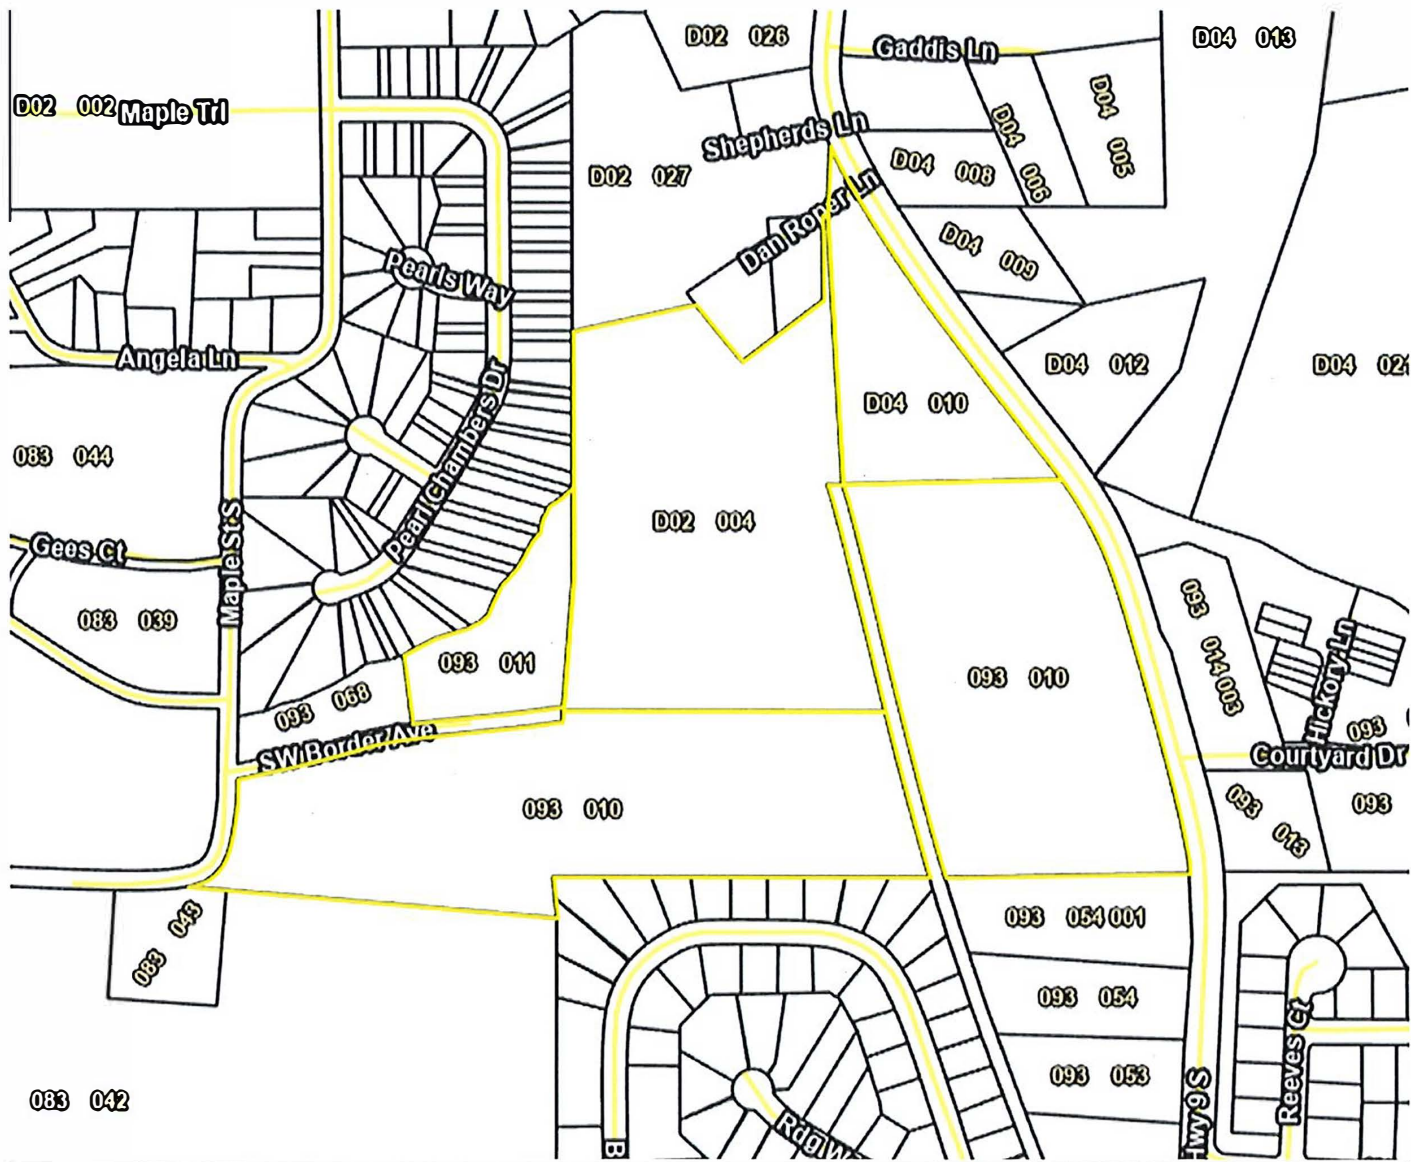 D02 026
Gaddis Ln
D04 013
D02 002
Maple Trl
D04 005
Shepherds Ln
D04 006
D04 008
D02 027
Dan Roper Ln
D04 009
Pearls Way
Angela Ln
D04 012
D04 021
Pearl Chambers Dr
D04 010
083 044
Maple St S
D02 004
Gees Ct
083 039
093 014 003
Hickory Ln
093 011
093 010
093 068
093
SW Border Ave
Courtyard Dr
093 010
093 013
093
083 043
093 054 001
093 054
Reeves Ct
093 053
083 042
Hwy 9 S
Rdg W
B